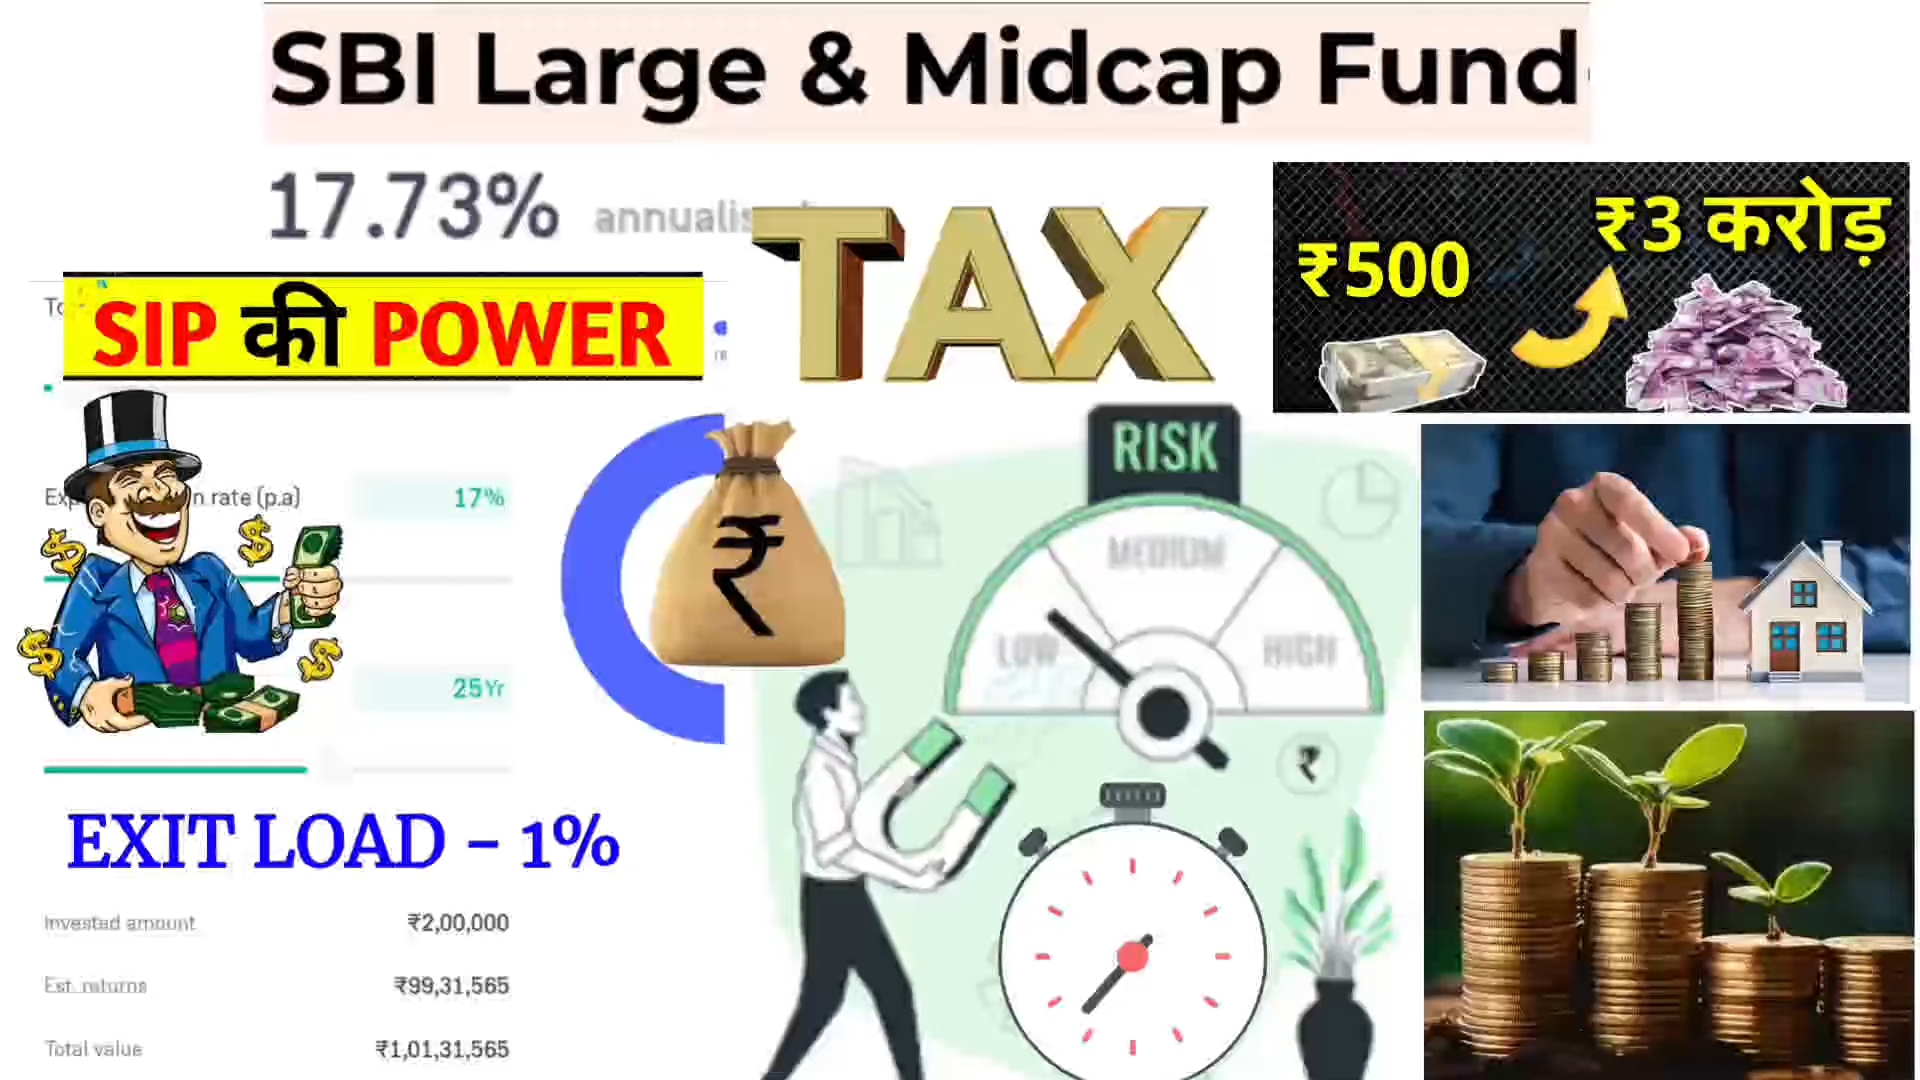 SBI Large & Midcap Fund
17.73%
TAX
₹500
₹3 करोड़
SIP की POWER
n rate (p.a)
17%
25Yr
RISK
MEDIUM
LOW
HIGH
EXIT LOAD - 1%
Invested amount
₹2,00,000
Est. returns
₹99,31,565
Total value
₹1,01,31,565